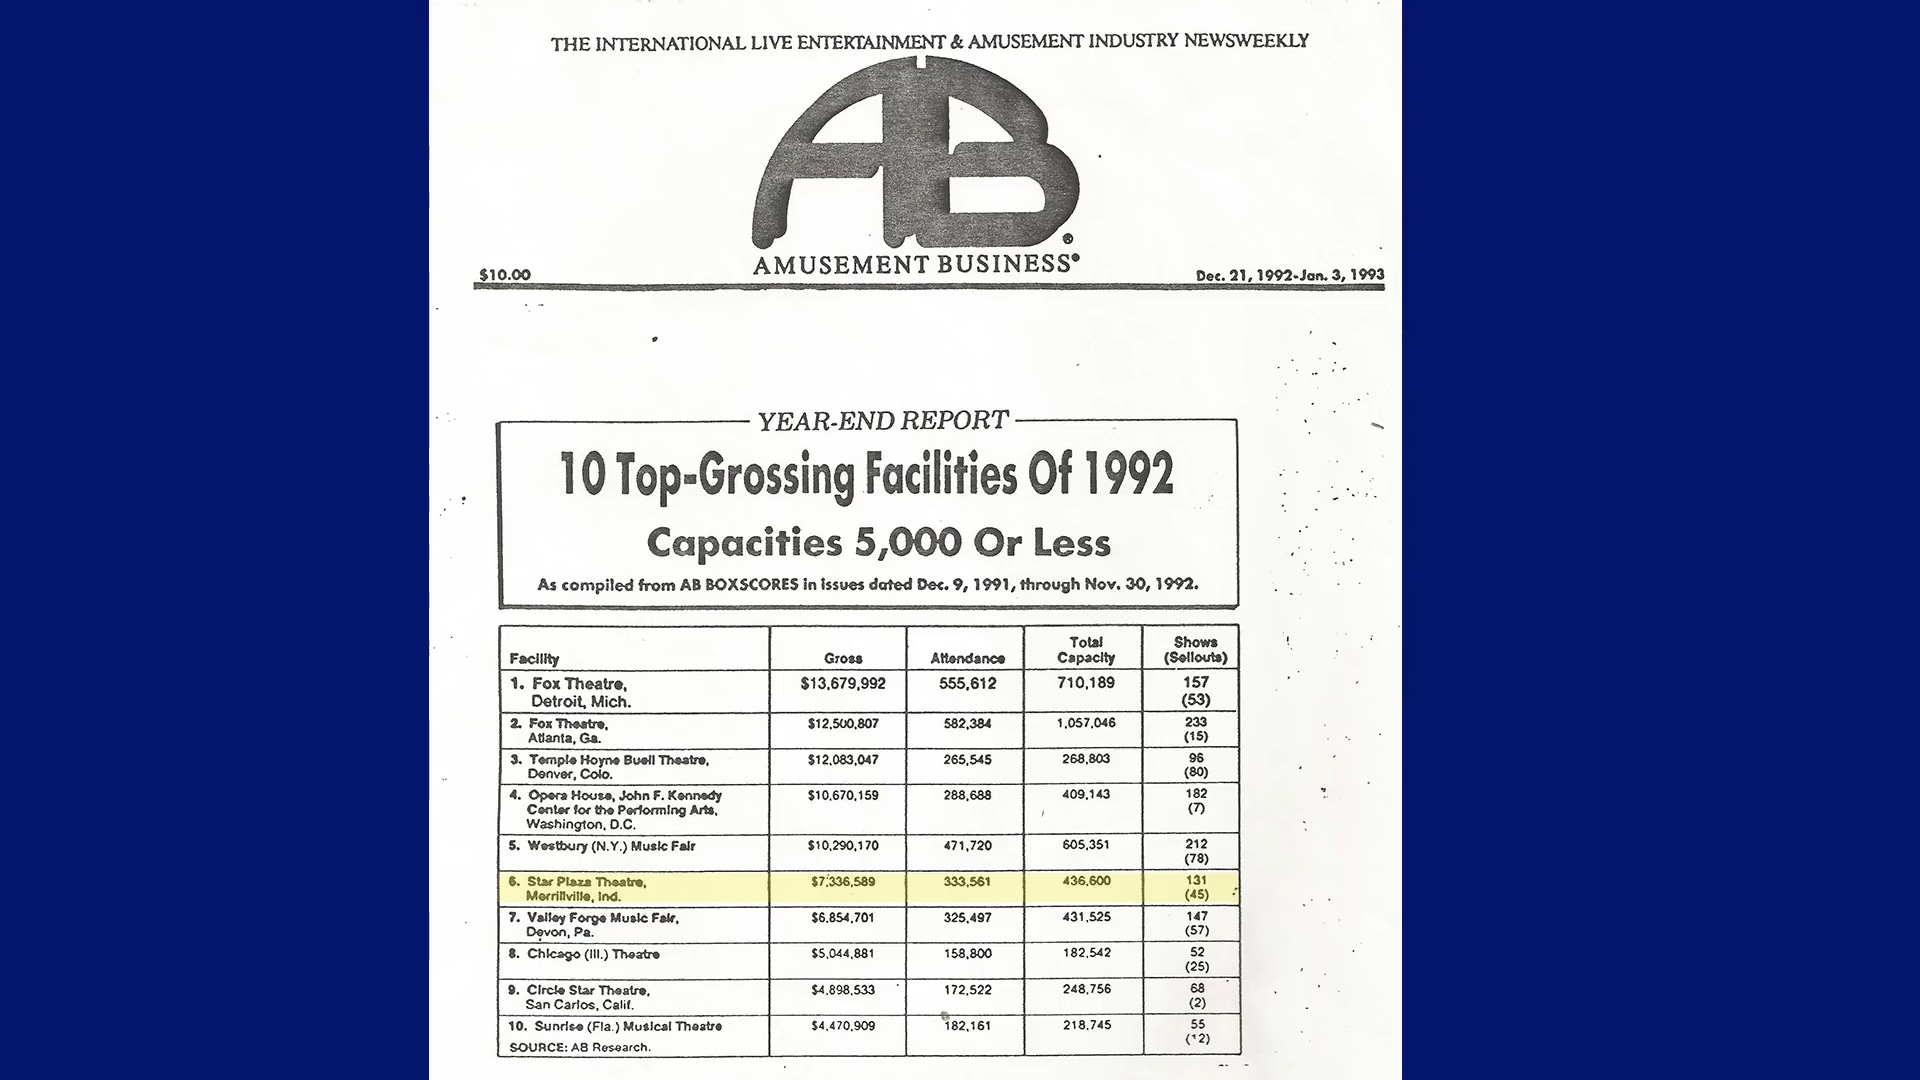 THE INTERNATIONAL LIVE ENTERTAINMENT & AMUSEMENT INDUSTRY NEWSWEEKLY
AB®
AMUSEMENT BUSINESS®
$10.00 Dec. 21, 1992-Jan. 3, 1993
YEAR-END REPORT
10 Top-Grossing Facilities Of 1992
Capacities 5,000 Or Less
As compiled from AB BOXSCORES in issues dated Dec. 9, 1991, through Nov. 30, 1992.
Facility Gross Attendance Total Capacity Shows (Sellouts)
1. Fox Theatre, $13,679,992 555,612 710,189 157
Detroit, Mich. (53)
2. Fox Theatre, $12,500,807 582,384 1,057,046 233
Atlanta, Ga. (15)
3. Temple Hoyne Buell Theatre, $12,083,047 265,545 268,803 96
Denver, Colo. (80)
4. Opera House, John F. Kennedy $10,670,159 288,688 409,143 182
Center for the Performing Arts, (7)
Washington, D.C.
5. Westbury (N.Y.) Music Fair $10,290,170 471,720 605,351 212
(78)
6. Star Plaza Theatre, $7,336,589 333,561 436,600 131
Merrillville, Ind. (45)
7. Valley Forge Music Fair, $6,854,701 325,497 431,525 147
Devon, Pa. (57)
8. Chicago (Ill.) Theatre $5,044,881 158,800 182,542 52
(25)
9. Circle Star Theatre, $4,898,533 172,522 248,756 68
San Carlos, Calif. (2)
10. Sunrise (Fla.) Musical Theatre $4,470,909 182,161 218,745 55
SOURCE: AB Research. (12)